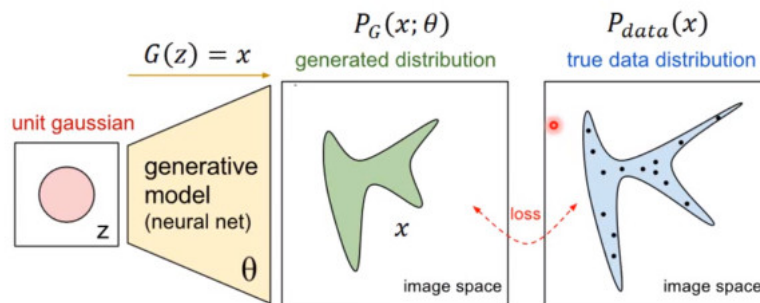 G(z) = x
P_G(x; θ)
P_data(x)
generated distribution
true data distribution
unit gaussian
generative
model
(neural net)
z
θ
x
loss
image space
image space